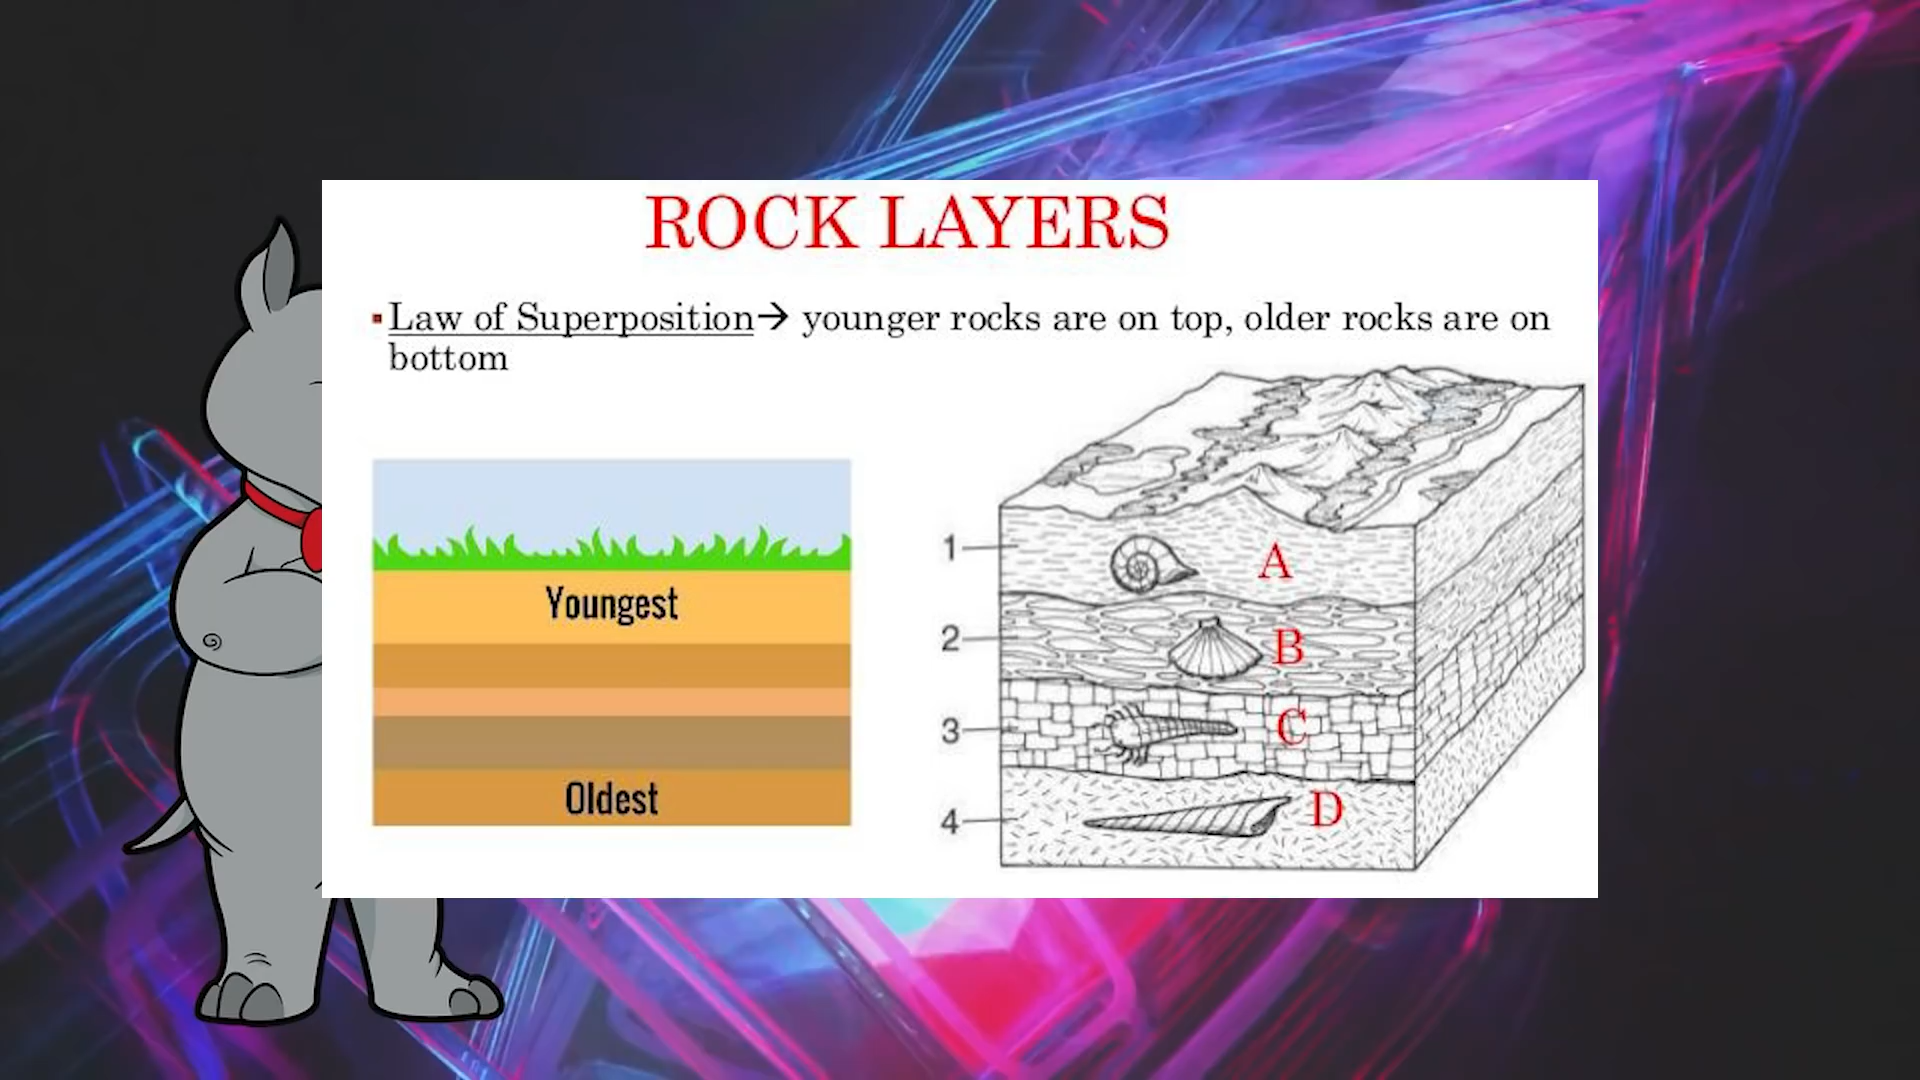 ROCK LAYERS
▪Law of Superposition→ younger rocks are on top, older rocks are on
bottom
Youngest
Oldest
1
A
2
B
3
C
4
D